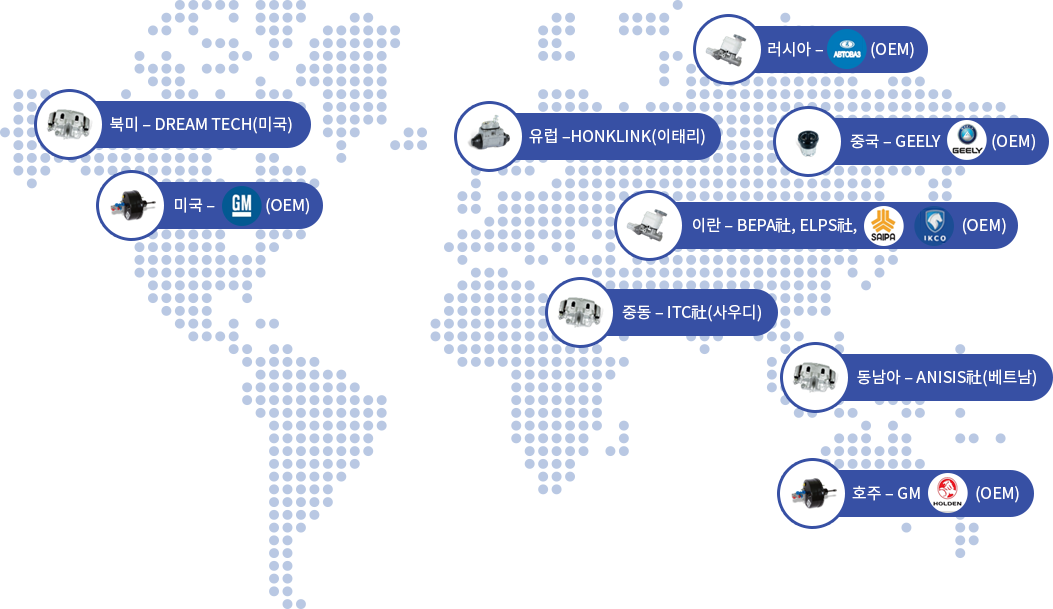 러시아 – АВТОВАЗ (OEM)
북미 – DREAM TECH(미국)
유럽 –HONKLINK(이태리)
중국 – GEELY GEELY (OEM)
미국 – GM (OEM)
이란 – BEPA社, ELPS社, SAIPA IKCO (OEM)
중동 – ITC社(사우디)
동남아 – ANISIS社(베트남)
호주 – GM HOLDEN (OEM)